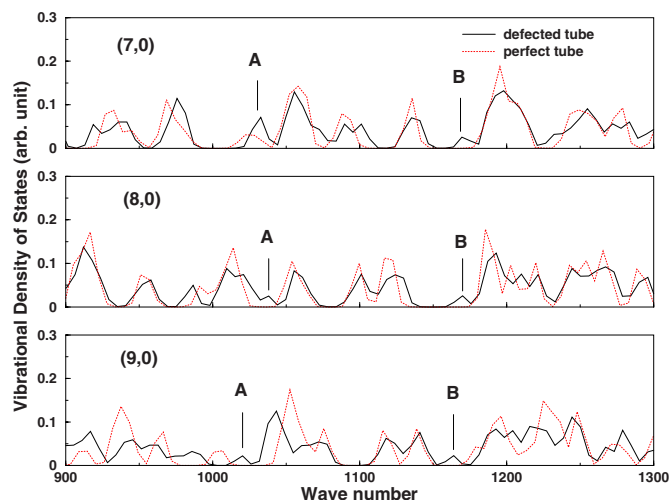 Vibrational Density of States (arb. unit)
0.3
0.2
0.1
0
(7,0)
A
B
defected tube
perfect tube
0.3
0.2
0.1
0
(8,0)
A
B
0.3
0.2
0.1
0
(9,0)
A
B
900 1000 1100 1200 1300
Wave number